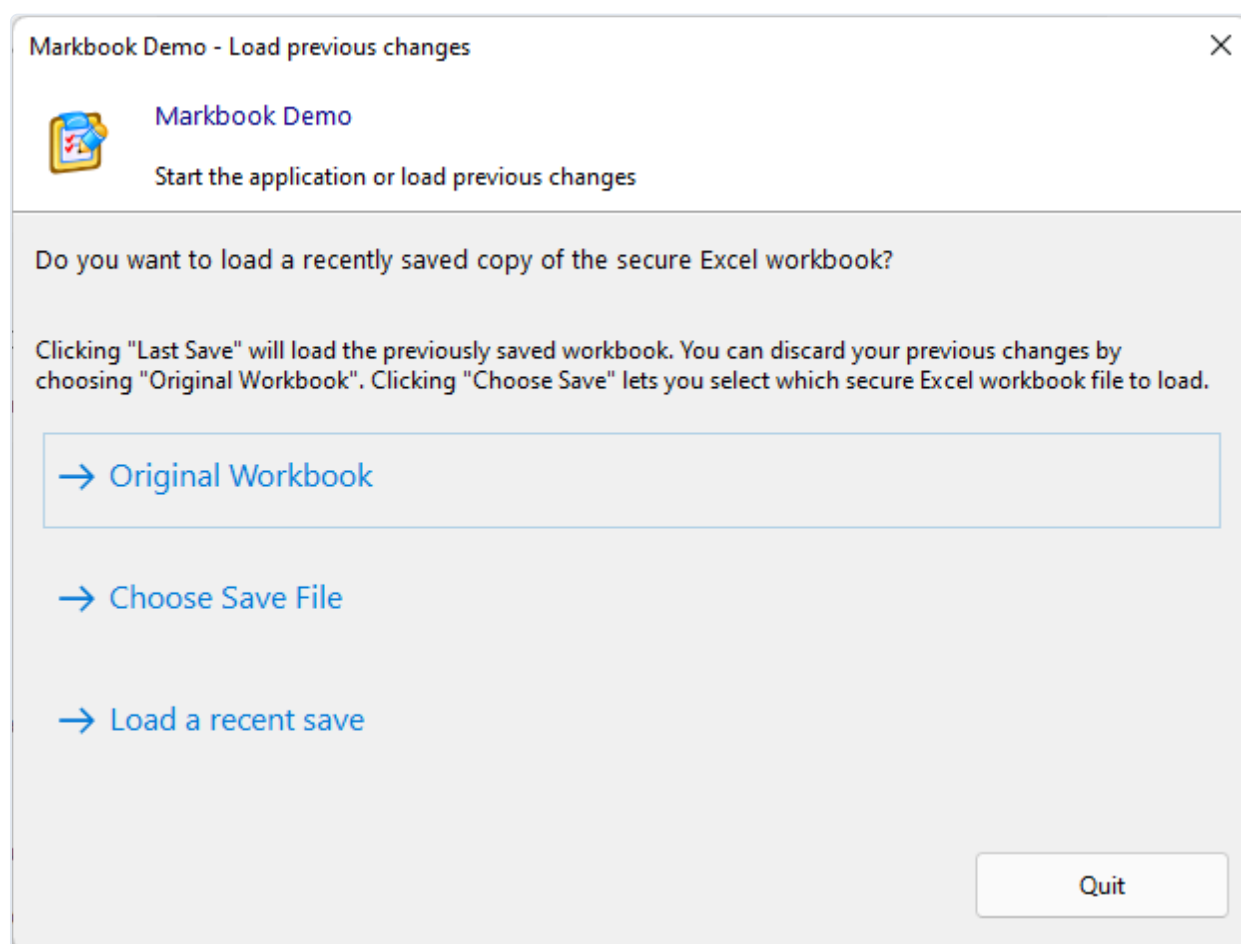 Markbook Demo - Load previous changes
Markbook Demo
Start the application or load previous changes
Do you want to load a recently saved copy of the secure Excel workbook?
Clicking "Last Save" will load the previously saved workbook. You can discard your previous changes by
choosing "Original Workbook". Clicking "Choose Save" lets you select which secure Excel workbook file to load.
Original Workbook
Choose Save File
Load a recent save
Quit